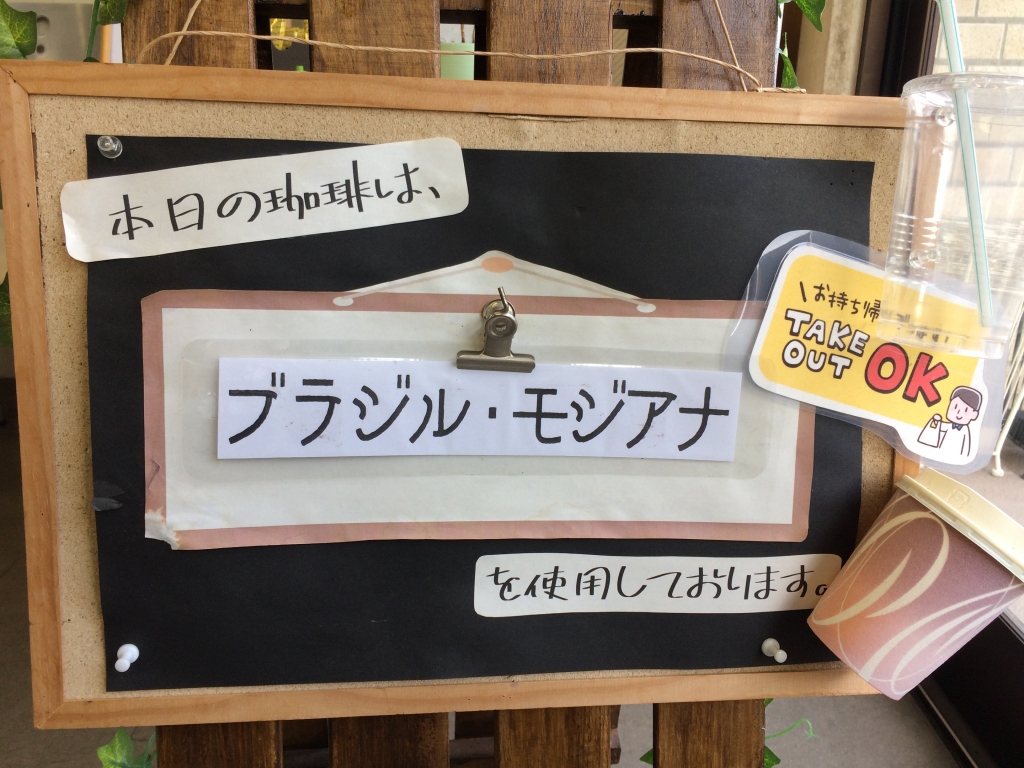 本日の珈琲は、
ブラジル・モジアナ
を使用しております。
お持ち帰
TAKE
OUT OK